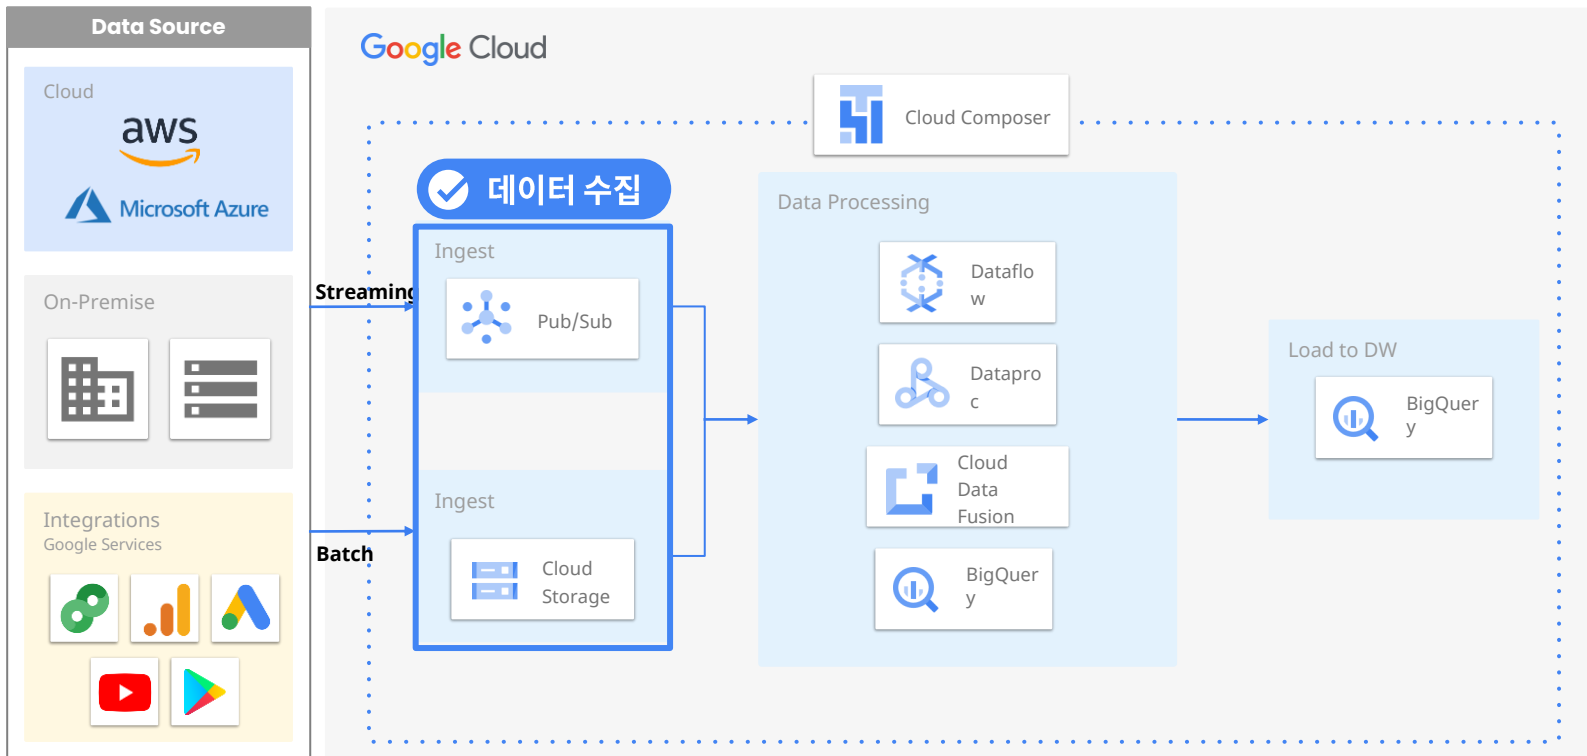 Data Source
Cloud
aws
Microsoft Azure
On-Premise
Integrations
Google Services
Google Cloud
Cloud Composer
데이터 수집
Streaming
Batch
Ingest
Pub/Sub
Ingest
Cloud
Storage
Data Processing
Dataflo
w
Datapro
c
Cloud
Data
Fusion
BigQuer
y
Load to DW
BigQuer
y